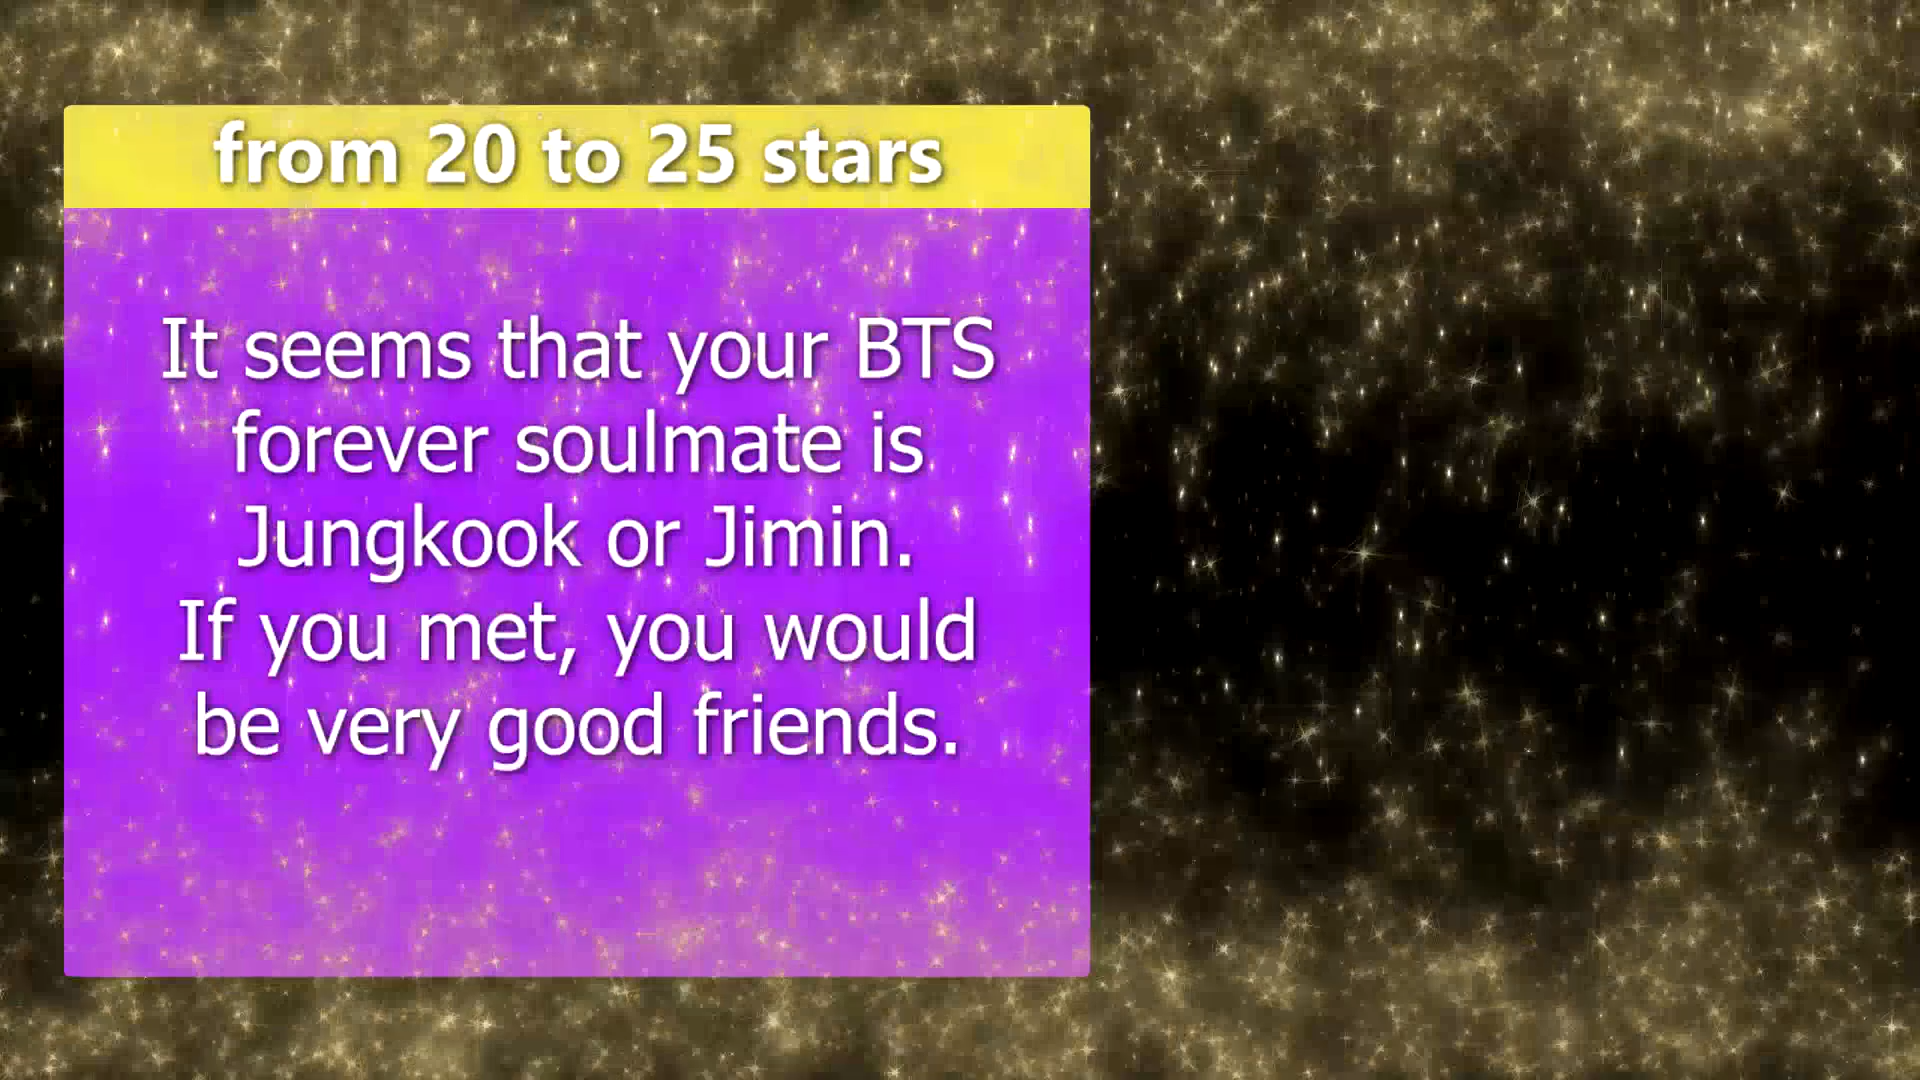 from 20 to 25 stars
It seems that your BTS
forever soulmate is
Jungkook or Jimin.
If you met, you would
be very good friends.